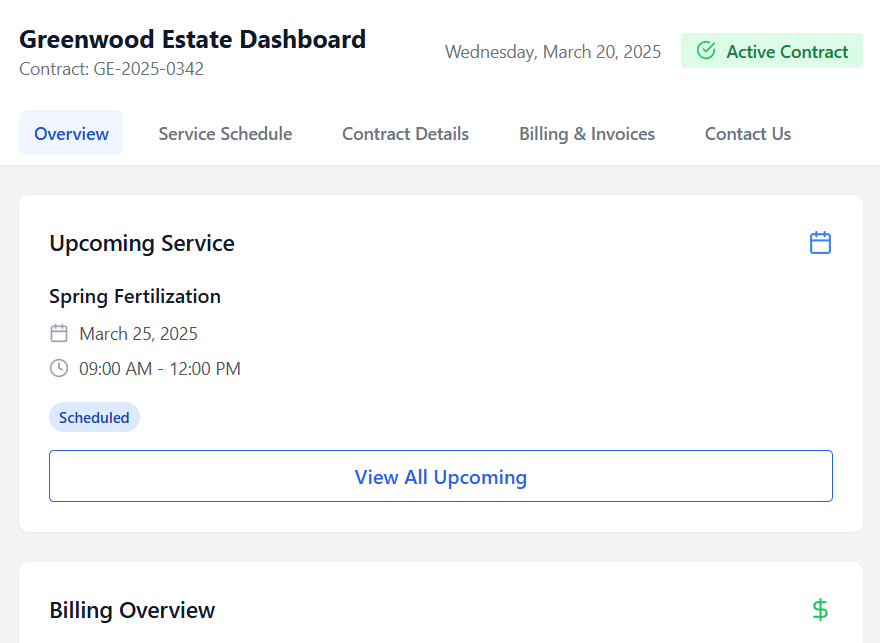 Greenwood Estate Dashboard
Contract: GE-2025-0342
Wednesday, March 20, 2025
Active Contract
Overview
Service Schedule
Contract Details
Billing & Invoices
Contact Us
Upcoming Service
Spring Fertilization
March 25, 2025
09:00 AM - 12:00 PM
Scheduled
View All Upcoming
Billing Overview
$